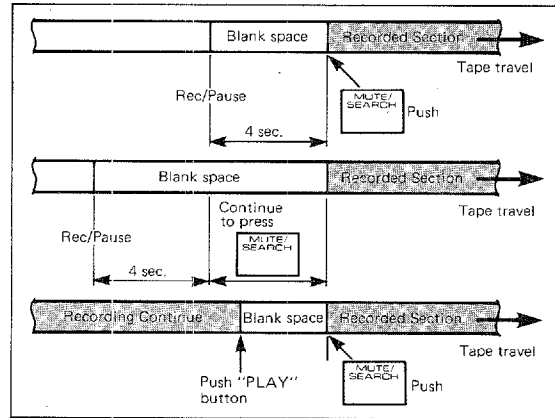 Blank space Recorded Section
Tape travel
Rec/Pause
MUTE/
SEARCH
Push
4 sec.
Blank space Recorded Section
Tape travel
Continue
to press
Rec/Pause
MUTE/
SEARCH
4 sec.
Recording Continue Blank space Recorded Section
Tape travel
Push "PLAY"
button
MUTE/
SEARCH
Push